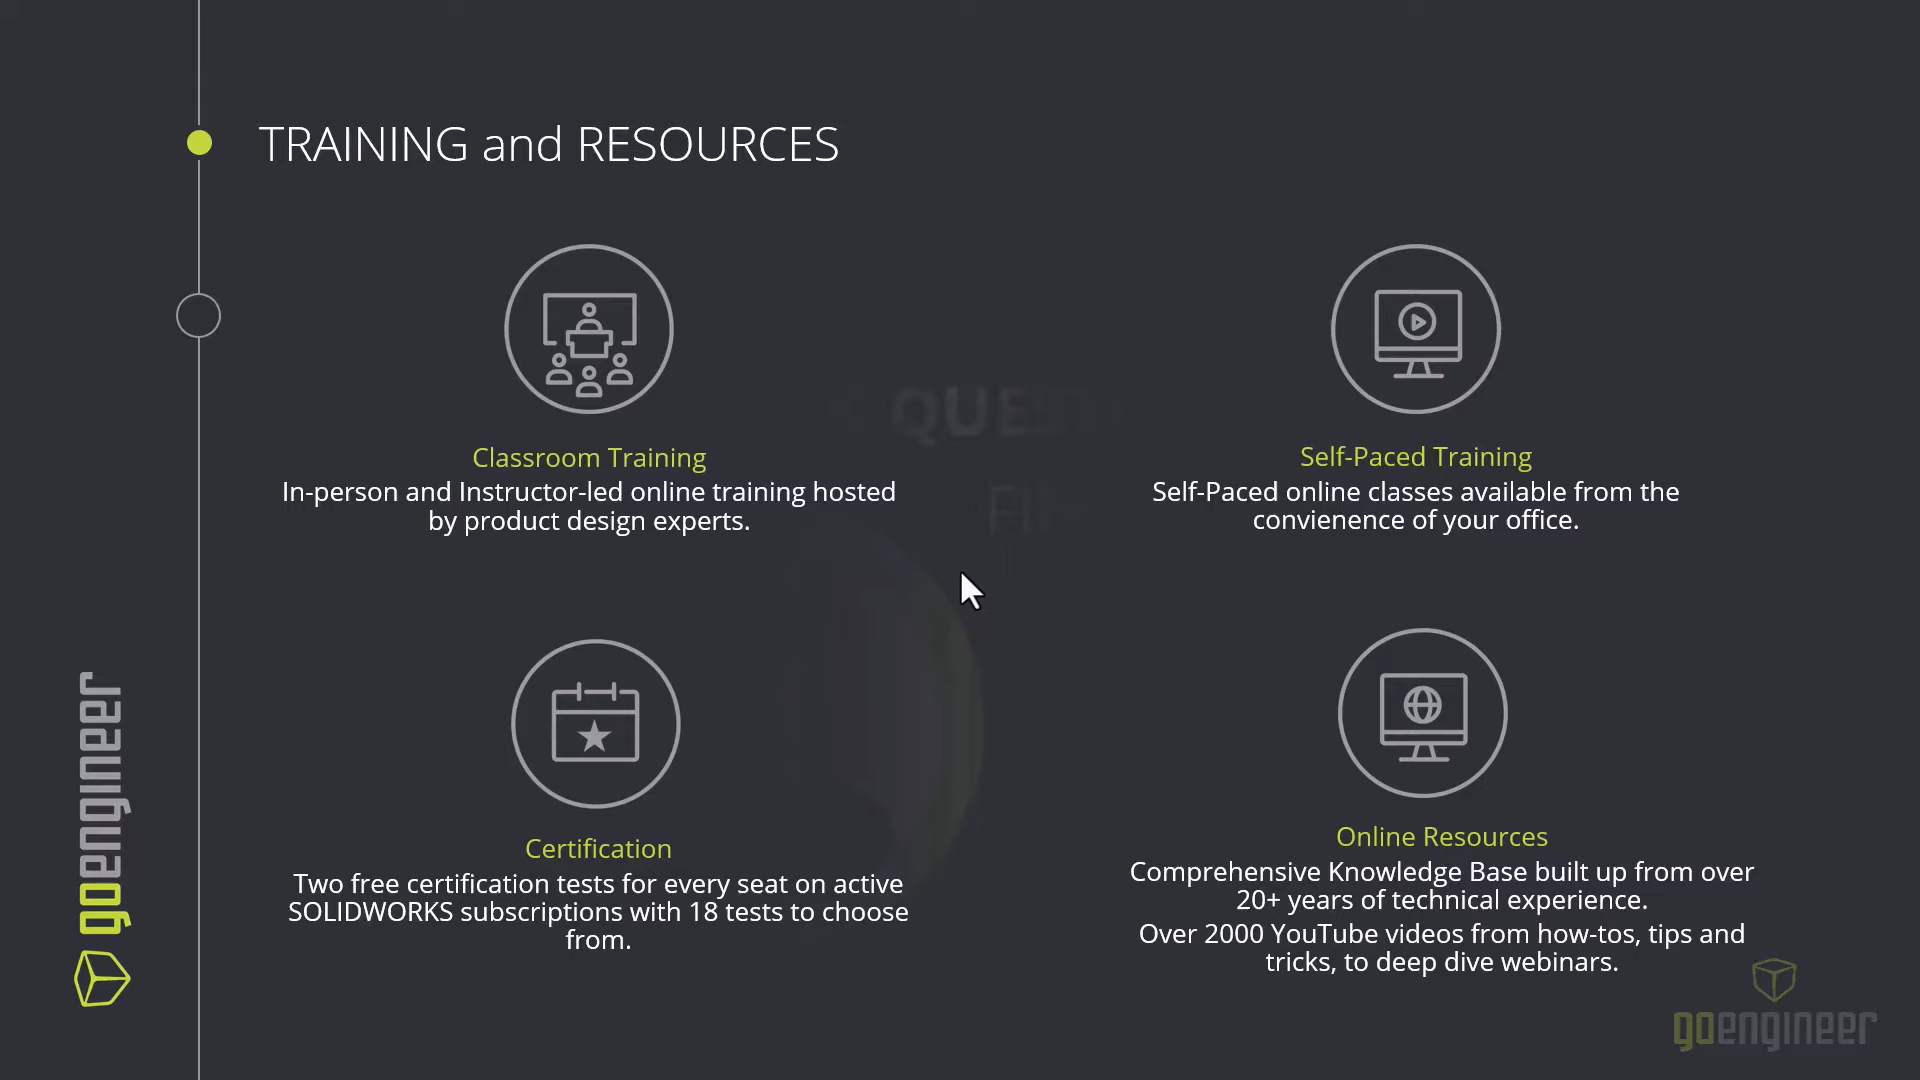 TRAINING and RESOURCES
Classroom Training
In-person and Instructor-led online training hosted
by product design experts.
Self-Paced Training
Self-Paced online classes available from the
convienence of your office.
Certification
Two free certification tests for every seat on active
SOLIDWORKS subscriptions with 18 tests to choose
from.
Online Resources
Comprehensive Knowledge Base built up from over
20+ years of technical experience.
Over 2000 YouTube videos from how-tos, tips and
tricks, to deep dive webinars.
goengineer
goengineer